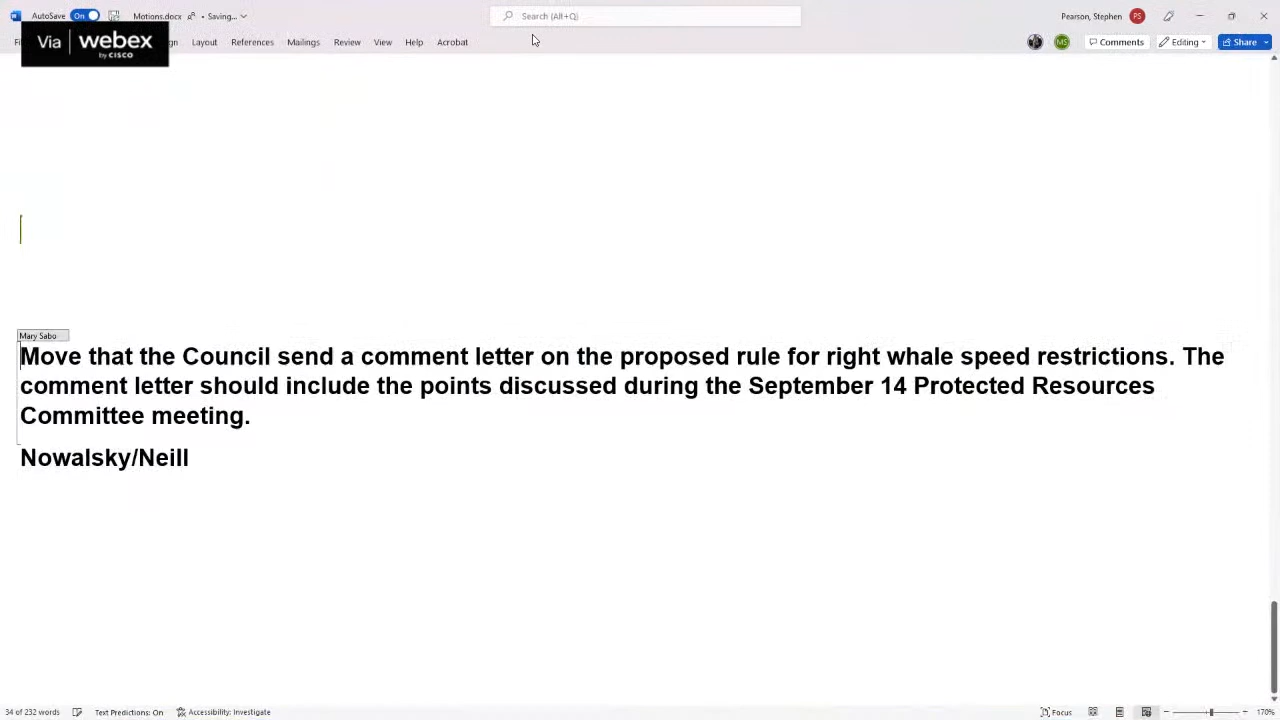 AutoSave On Motions.docx • Saving... Search (Alt+Q) Pearson, Stephen PS
Via webex by CISCO
Layout References Mailings Review View Help Acrobat MS Comments Editing Share
Mary Sabo
Move that the Council send a comment letter on the proposed rule for right whale speed restrictions. The
comment letter should include the points discussed during the September 14 Protected Resources
Committee meeting.
Nowalsky/Neill
34 of 232 words Text Predictions: On Accessibility: Investigate Focus 170%